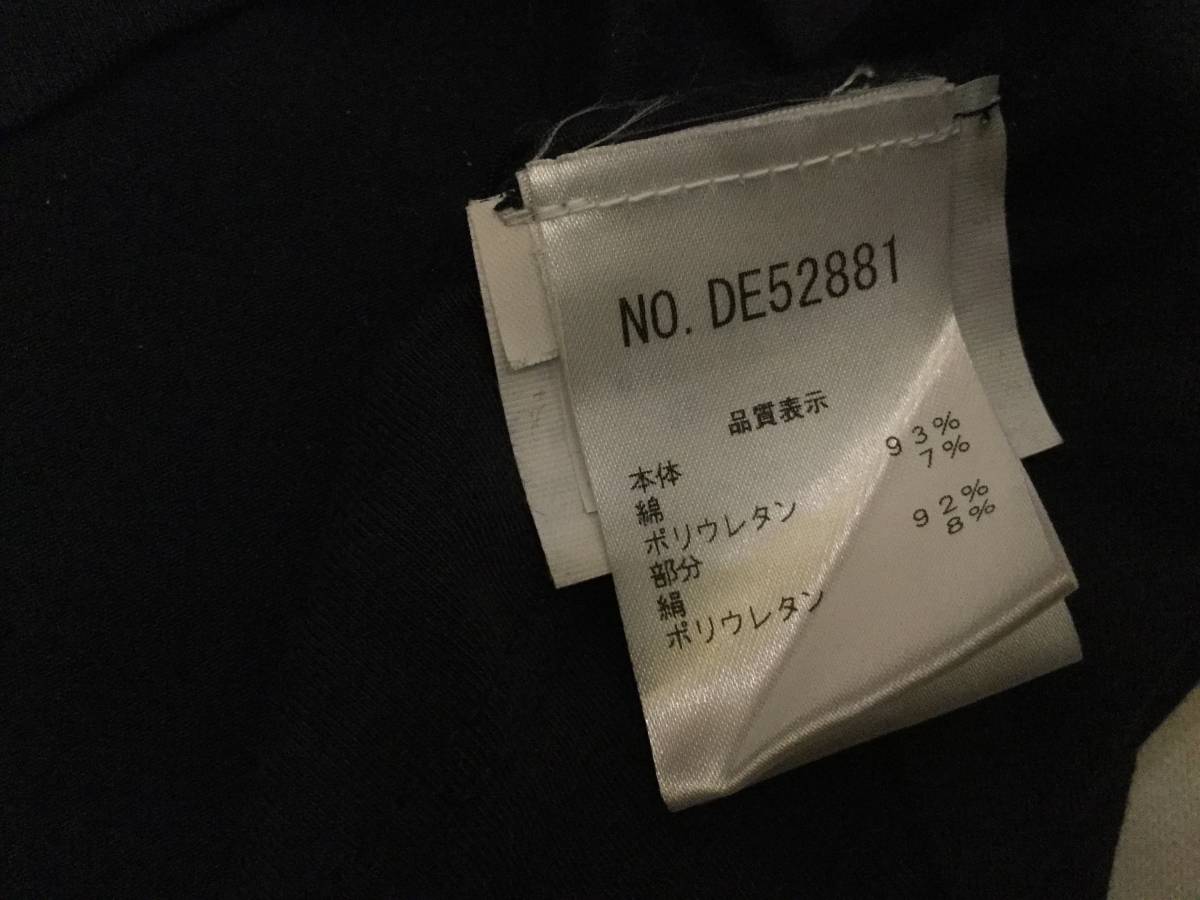 NO. DE52881
品質表示
本体
綿 93%
ポリウレタン 7%
部分
絹 92%
ポリウレタン 8%